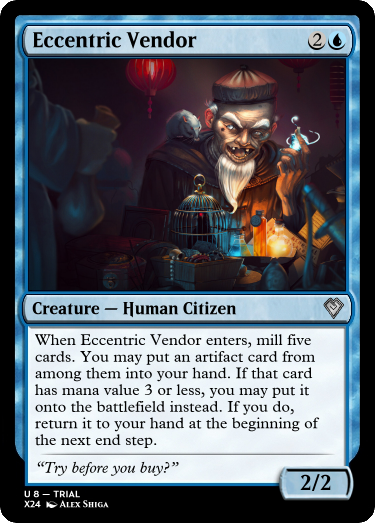 Eccentric Vendor 2
Creature — Human Citizen
When Eccentric Vendor enters, mill five
cards. You may put an artifact card from
among them into your hand. If that card
has mana value 3 or less, you may put it
onto the battlefield instead. If you do,
return it to your hand at the beginning of
the next end step.
“Try before you buy?”
2/2
U 8 — TRIAL
X24 Alex Shiga